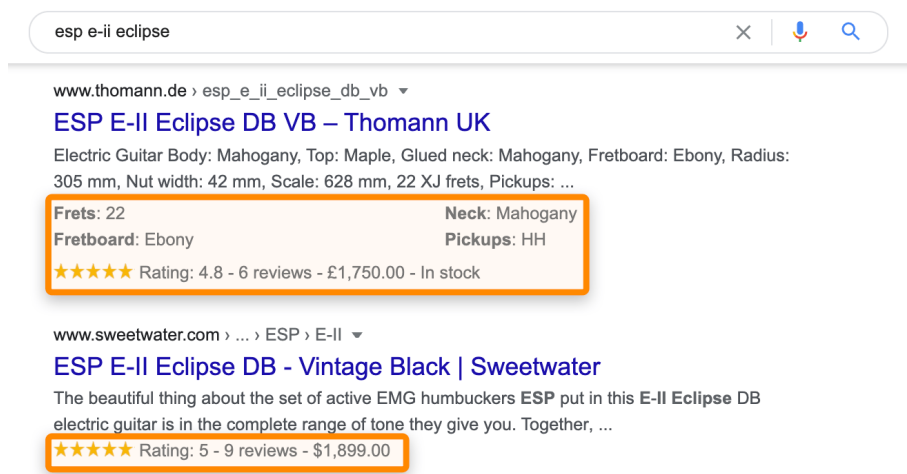 esp e-ii eclipse
www.thomann.de › esp_e_ii_eclipse_db_vb
ESP E-II Eclipse DB VB – Thomann UK
Electric Guitar Body: Mahogany, Top: Maple, Glued neck: Mahogany, Fretboard: Ebony, Radius:
305 mm, Nut width: 42 mm, Scale: 628 mm, 22 XJ frets, Pickups: ...
Frets: 22 Neck: Mahogany
Fretboard: Ebony Pickups: HH
★★★★★ Rating: 4.8 - 6 reviews - £1,750.00 - In stock
www.sweetwater.com › ... › ESP › E-II
ESP E-II Eclipse DB - Vintage Black | Sweetwater
The beautiful thing about the set of active EMG humbuckers ESP put in this E-II Eclipse DB
electric guitar is in the complete range of tone they give you. Together, ...
★★★★★ Rating: 5 - 9 reviews - $1,899.00